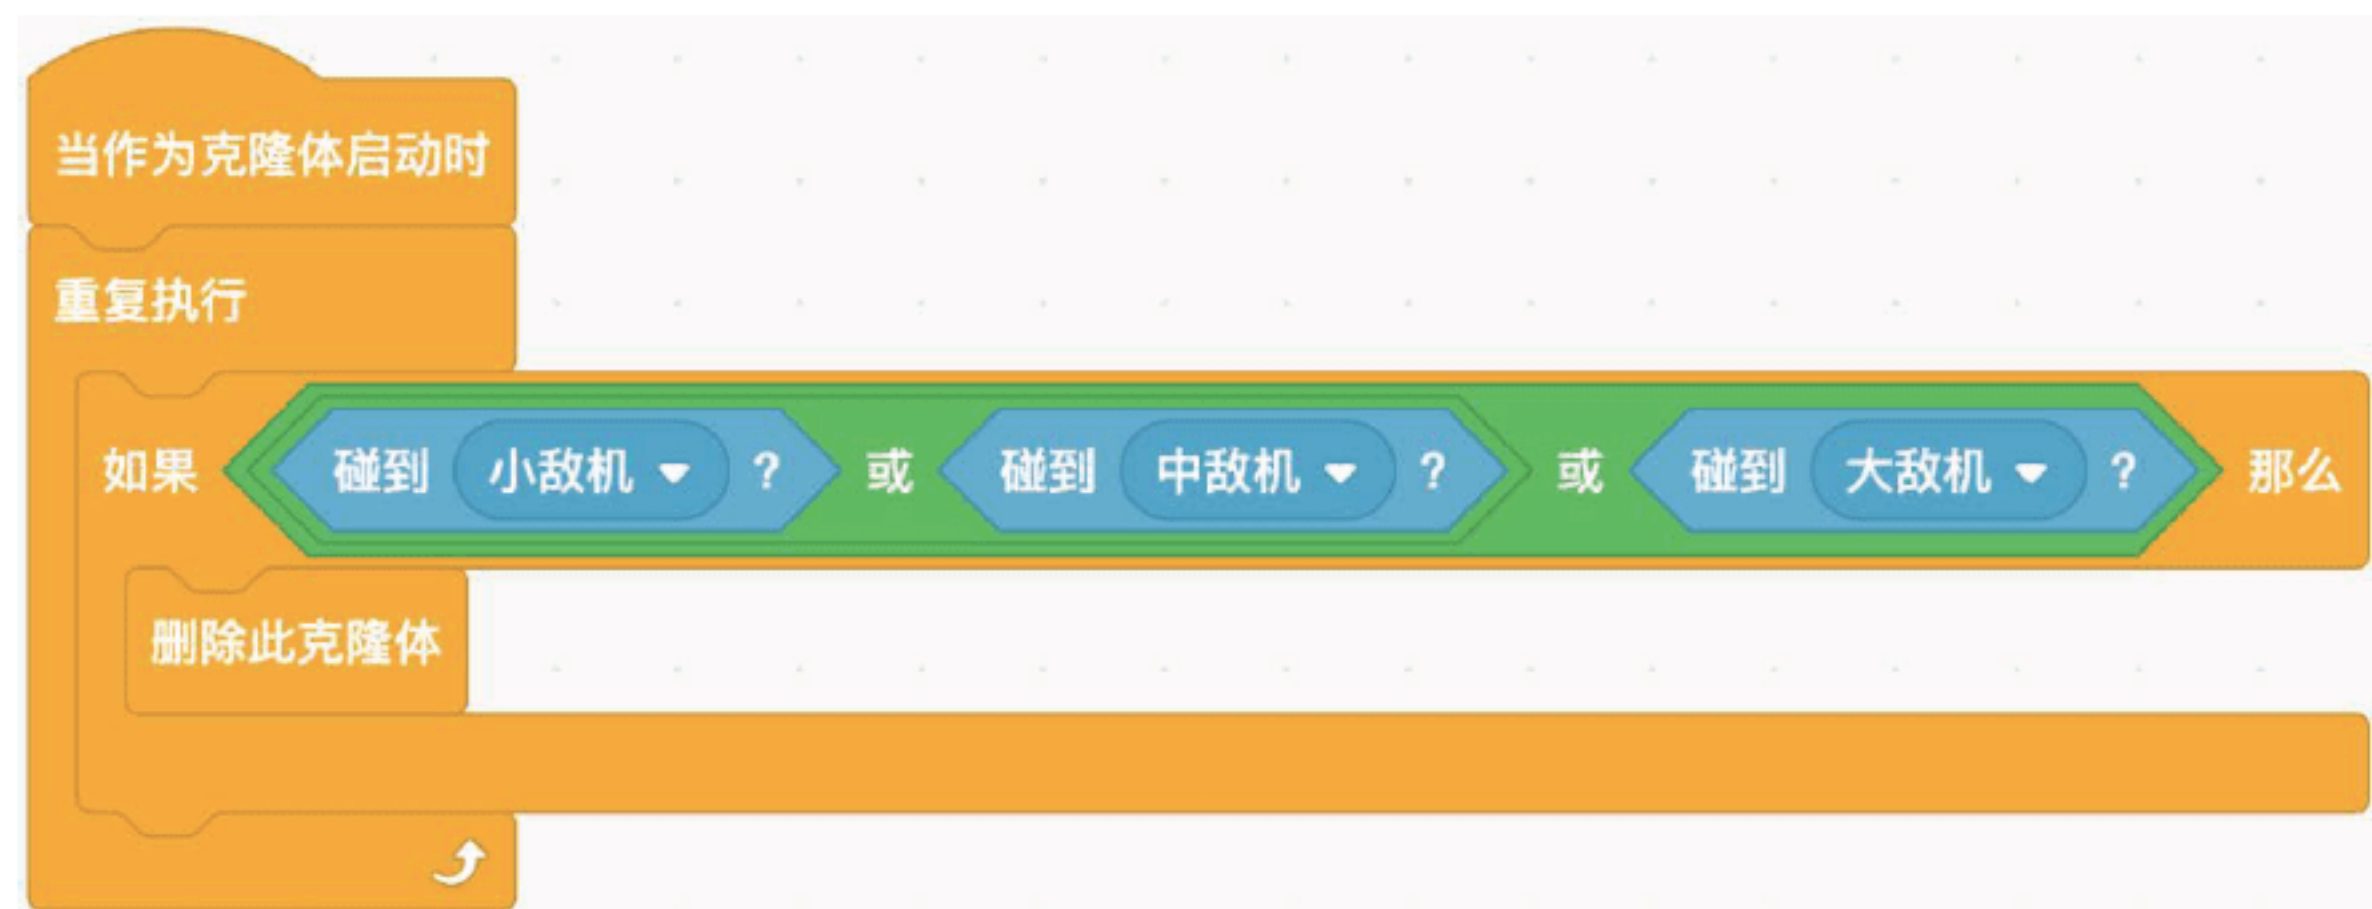 当作为克隆体启动时
重复执行
如果 碰到 小敌机 ? 或 碰到 中敌机 ? 或 碰到 大敌机 ? 那么
删除此克隆体